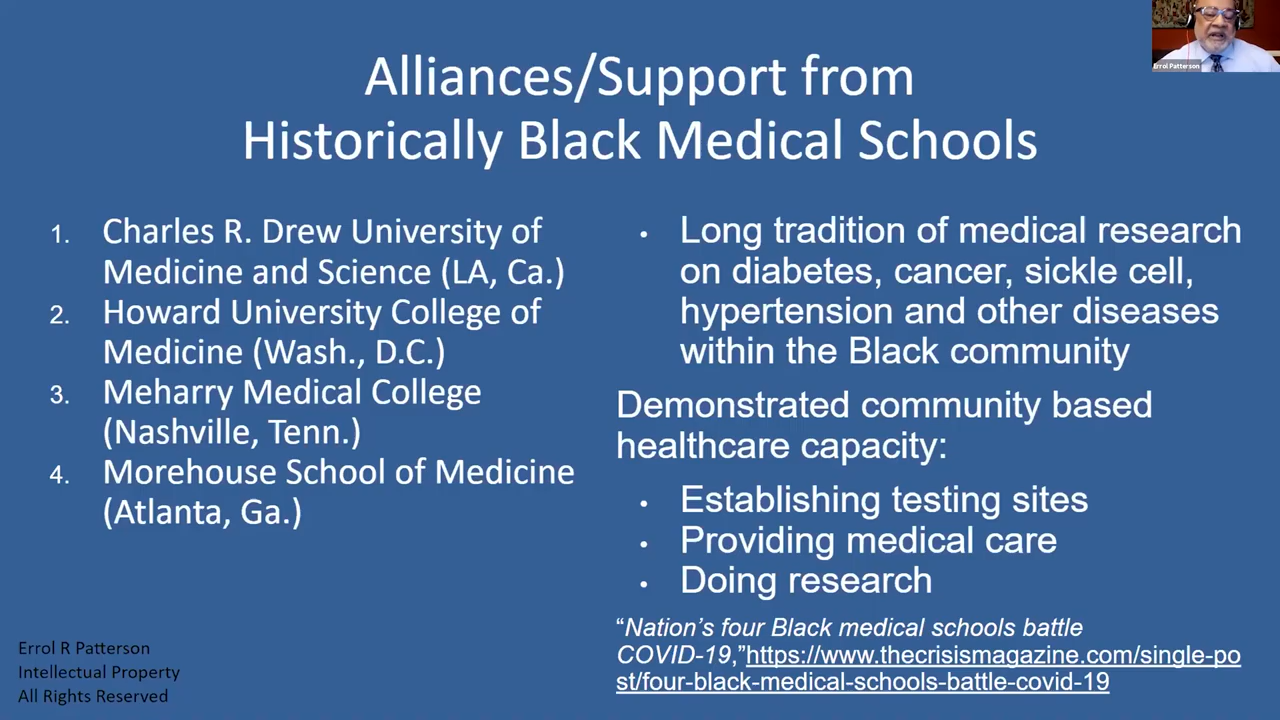 Alliances/Support from
Historically Black Medical Schools
1. Charles R. Drew University of
Medicine and Science (LA, Ca.)
2. Howard University College of
Medicine (Wash., D.C.)
3. Meharry Medical College
(Nashville, Tenn.)
4. Morehouse School of Medicine
(Atlanta, Ga.)
• Long tradition of medical research
on diabetes, cancer, sickle cell,
hypertension and other diseases
within the Black community
Demonstrated community based
healthcare capacity:
• Establishing testing sites
• Providing medical care
• Doing research
“Nation’s four Black medical schools battle
COVID-19,”https://www.thecrisismagazine.com/single-po
st/four-black-medical-schools-battle-covid-19
Errol R Patterson
Intellectual Property
All Rights Reserved
Errol Patterson